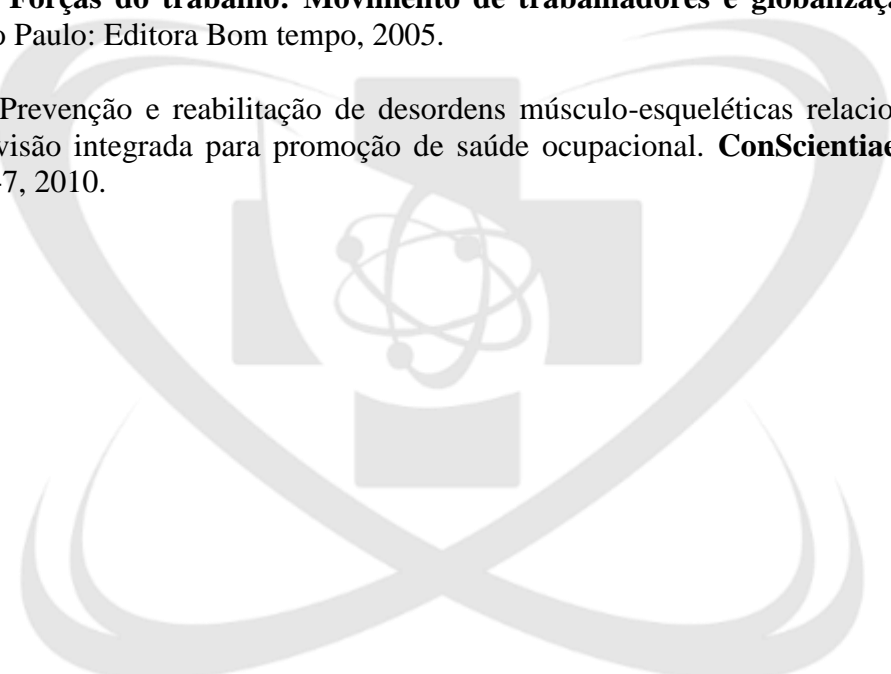 Forças do trabalho: Movimento de trabalhadores e globalizaç
o Paulo: Editora Bom tempo, 2005.
Prevenção e reabilitação de desordens músculo-esqueléticas relacio
visão integrada para promoção de saúde ocupacional. ConScientiae
7, 2010.